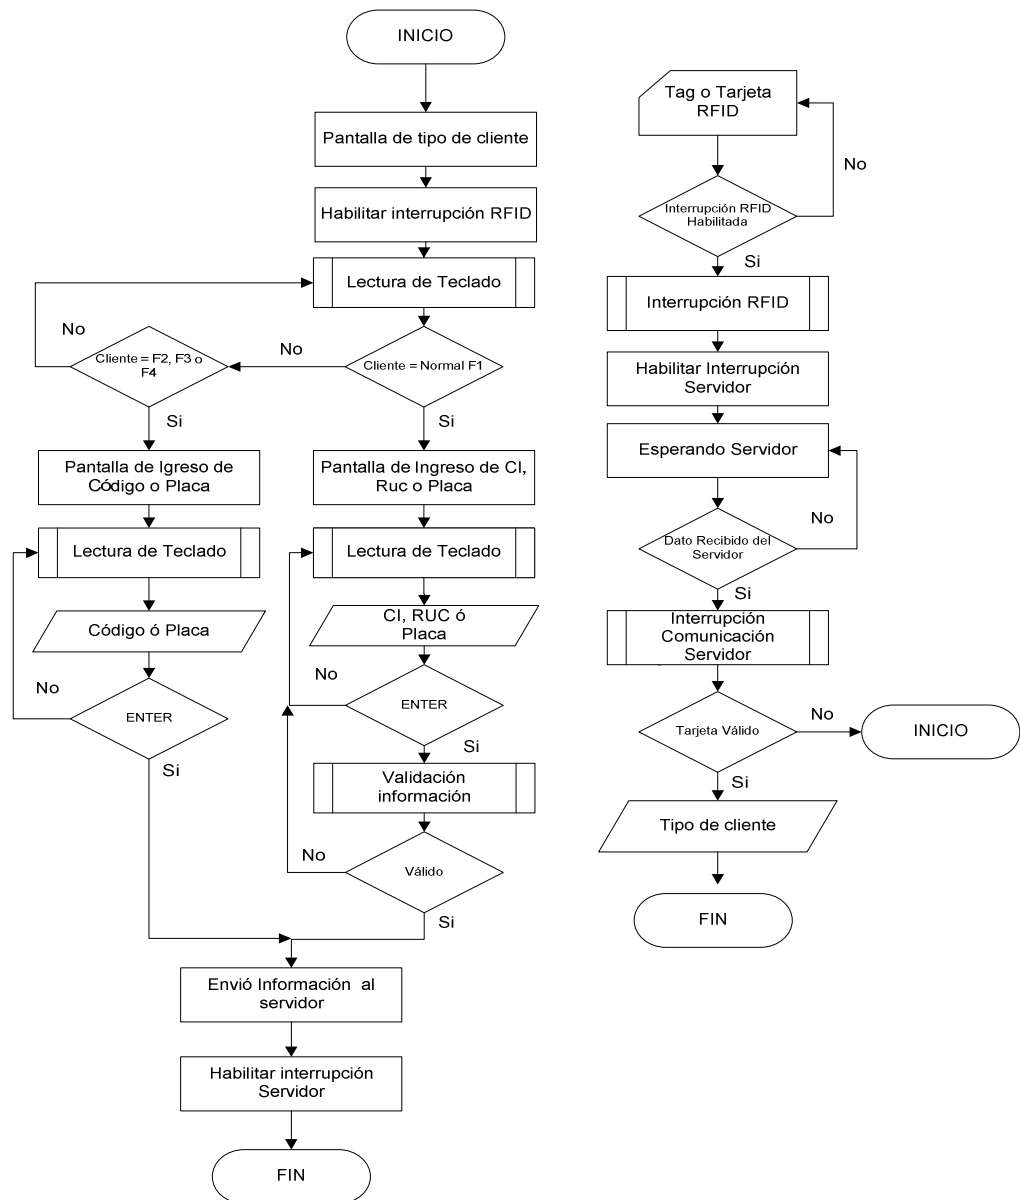 INICIO
Pantalla de tipo de cliente
Habilitar interrupción RFID
Lectura de Teclado
Cliente = Normal F1
No
Cliente = F2, F3 o
F4
No
Si
Si
Pantalla de Igreso de
Código o Placa
Pantalla de Ingreso de CI,
Ruc o Placa
Lectura de Teclado
Lectura de Teclado
Código ó Placa
CI, RUC ó
Placa
No
ENTER
Si
No
ENTER
Si
Validación
información
No
Válido
Si
Envió Información al
servidor
Habilitar interrupción
Servidor
FIN
Tag o Tarjeta
RFID
No
Interrupción RFID
Habilitada
Si
Interrupción RFID
Habilitar Interrupción
Servidor
Esperando Servidor
No
Dato Recibido del
Servidor
Si
Interrupción
Comunicación
Servidor
Tarjeta Válido
No
INICIO
Si
Tipo de cliente
FIN